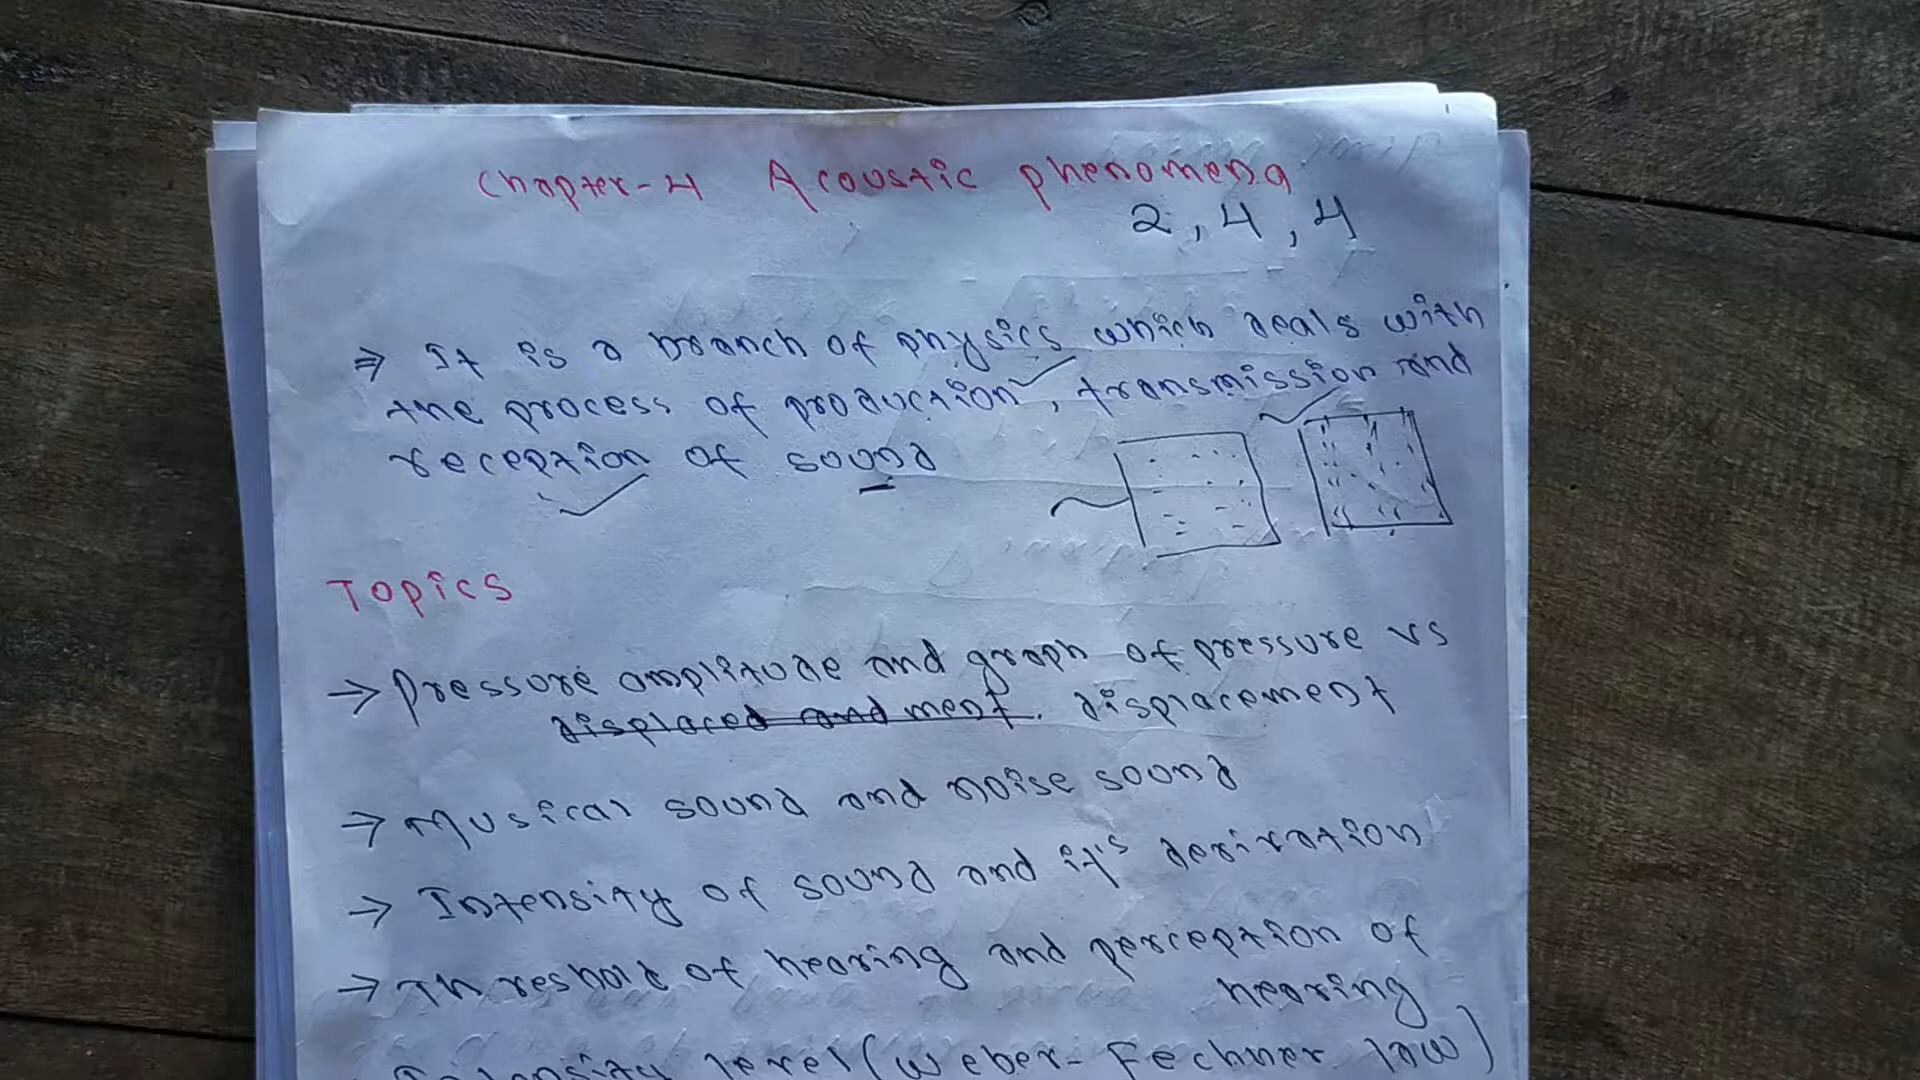 Chapter-4 Acoustic phenomena
2, 4, 4
⇒ It is a branch of physics which deals with
the process of production, transmission and
reception of sound
Topics
→ Pressure amplitude and graph of pressure vs
displaced and ment. displacement
→ Musical sound and noise sound
→ Intensity of sound and it's derivation
→ Threshold of hearing and perception of
hearing
Intensity level (Weber-Fechner law)